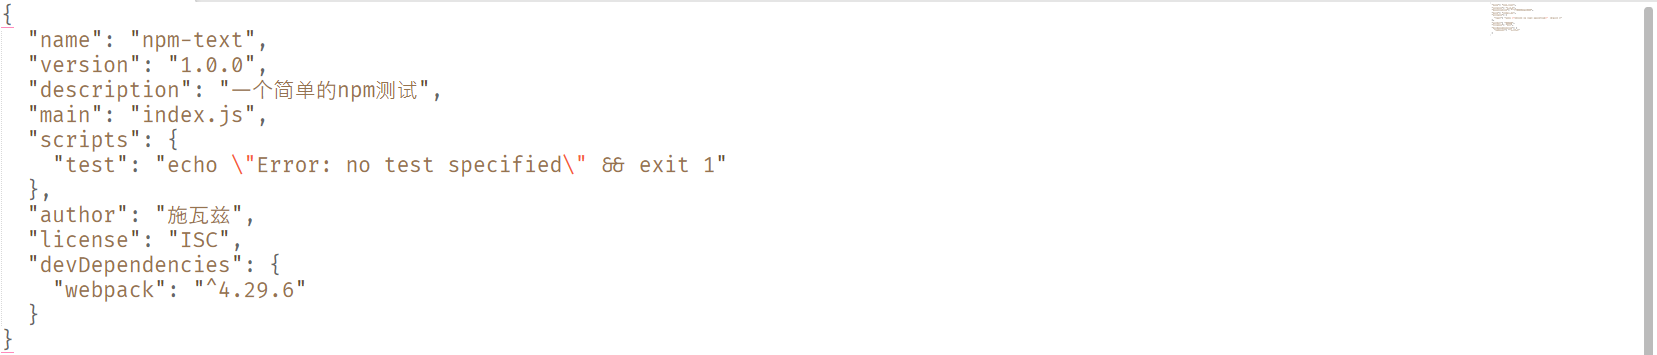 {
  "name": "npm-text",
  "version": "1.0.0",
  "description": "一个简单的npm测试",
  "main": "index.js",
  "scripts": {
    "test": "echo \"Error: no test specified\" && exit 1"
  },
  "author": "施瓦兹",
  "license": "ISC",
  "devDependencies": {
    "webpack": "^4.29.6"
  }
}